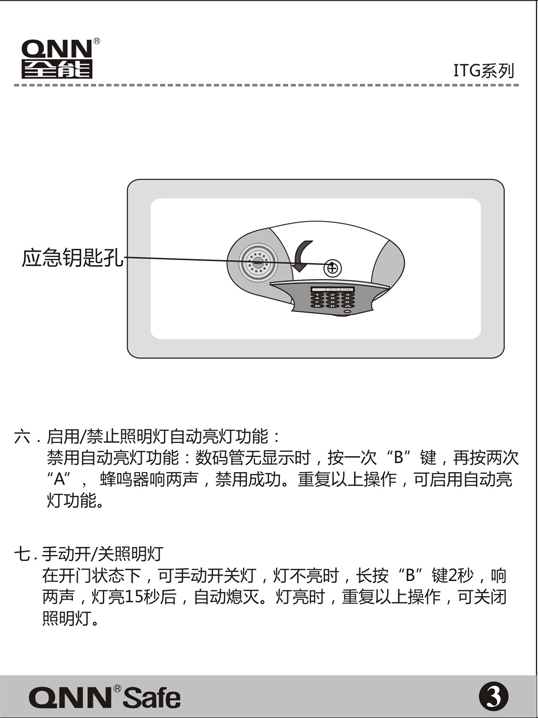 QNN®
全能
ITG系列
应急钥匙孔
六．启用/禁止照明灯自动亮灯功能：
禁用自动亮灯功能：数码管无显示时，按一次“B”键，再按两次
“A”， 蜂鸣器响两声，禁用成功。重复以上操作，可启用自动亮
灯功能。
七．手动开/关照明灯
在开门状态下，可手动开关灯，灯不亮时，长按“B”键2秒，响
两声，灯亮15秒后，自动熄灭。灯亮时，重复以上操作，可关闭
照明灯。
QNN® Safe
3